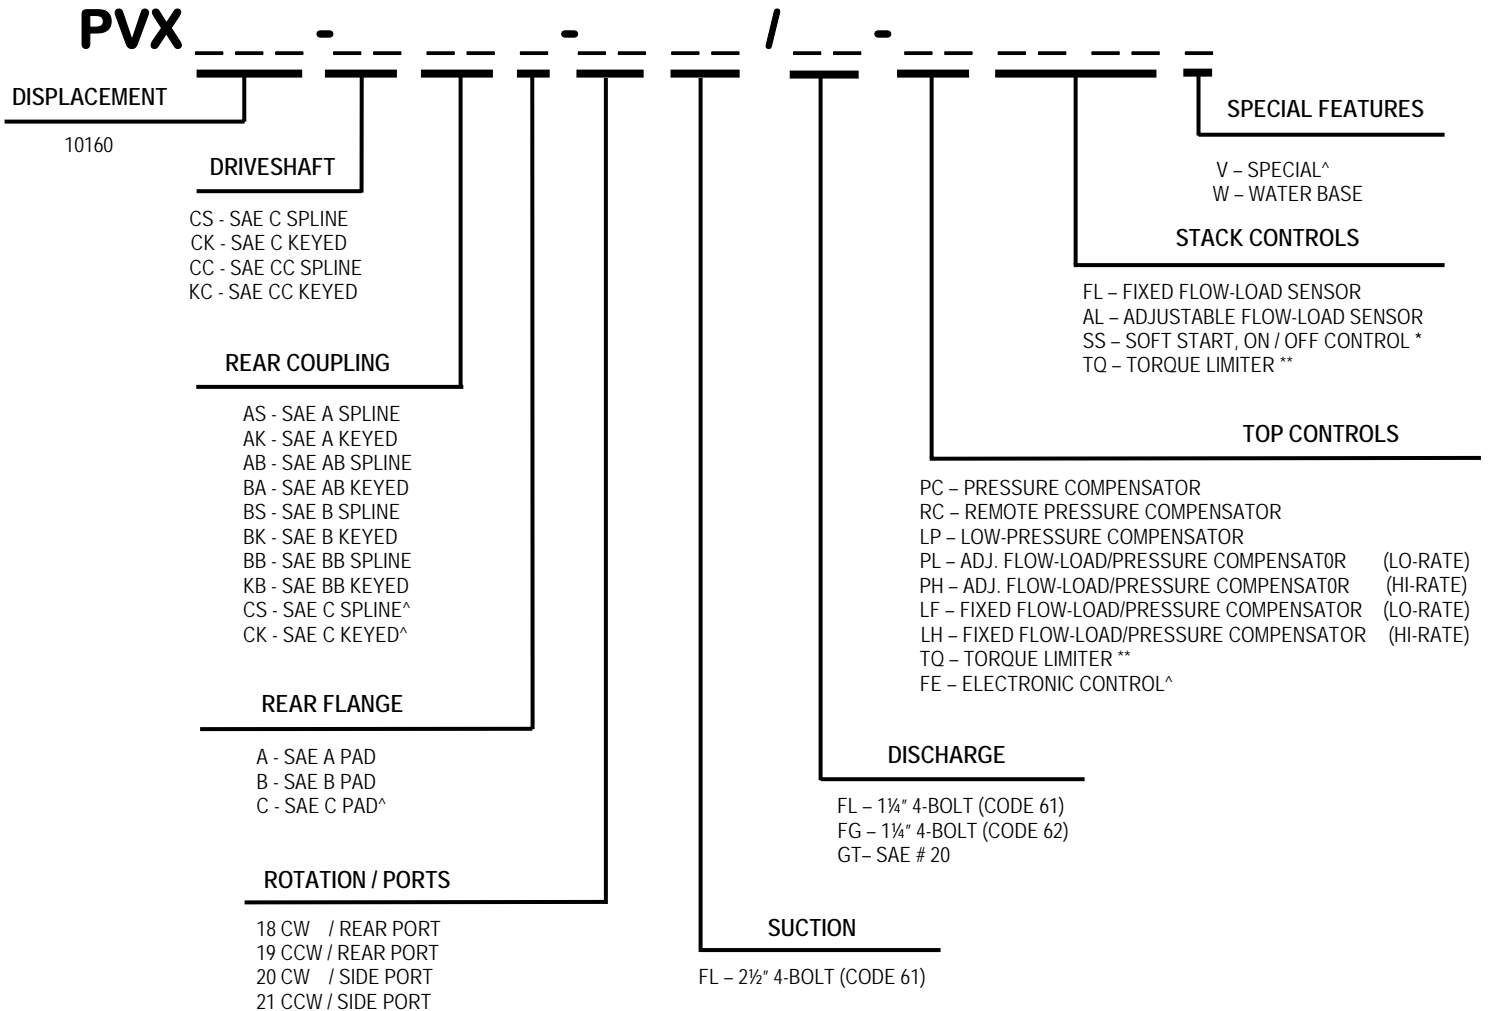 PVX _ _ _ - _ _ _ _ _ - _ _ _ _ / _ _ - _ _ _ _ _ _
DISPLACEMENT
10160
DRIVESHAFT
CS - SAE C SPLINE
CK - SAE C KEYED
CC - SAE CC SPLINE
KC - SAE CC KEYED
REAR COUPLING
AS - SAE A SPLINE
AK - SAE A KEYED
AB - SAE AB SPLINE
BA - SAE AB KEYED
BS - SAE B SPLINE
BK - SAE B KEYED
BB - SAE BB SPLINE
KB - SAE BB KEYED
CS - SAE C SPLINE^
CK - SAE C KEYED^
REAR FLANGE
A - SAE A PAD
B - SAE B PAD
C - SAE C PAD^
ROTATION / PORTS
18 CW / REAR PORT
19 CCW / REAR PORT
20 CW / SIDE PORT
21 CCW / SIDE PORT
SUCTION
FL – 2½" 4-BOLT (CODE 61)
DISCHARGE
FL – 1¼" 4-BOLT (CODE 61)
FG – 1¼" 4-BOLT (CODE 62)
GT– SAE # 20
TOP CONTROLS
PC – PRESSURE COMPENSATOR
RC – REMOTE PRESSURE COMPENSATOR
LP – LOW-PRESSURE COMPENSATOR
PL – ADJ. FLOW-LOAD/PRESSURE COMPENSAT0R (LO-RATE)
PH – ADJ. FLOW-LOAD/PRESSURE COMPENSAT0R (HI-RATE)
LF – FIXED FLOW-LOAD/PRESSURE COMPENSATOR (LO-RATE)
LH – FIXED FLOW-LOAD/PRESSURE COMPENSATOR (HI-RATE)
TQ – TORQUE LIMITER **
FE – ELECTRONIC CONTROL^
STACK CONTROLS
FL – FIXED FLOW-LOAD SENSOR
AL – ADJUSTABLE FLOW-LOAD SENSOR
SS – SOFT START, ON / OFF CONTROL *
TQ – TORQUE LIMITER **
SPECIAL FEATURES
V – SPECIAL^
W – WATER BASE